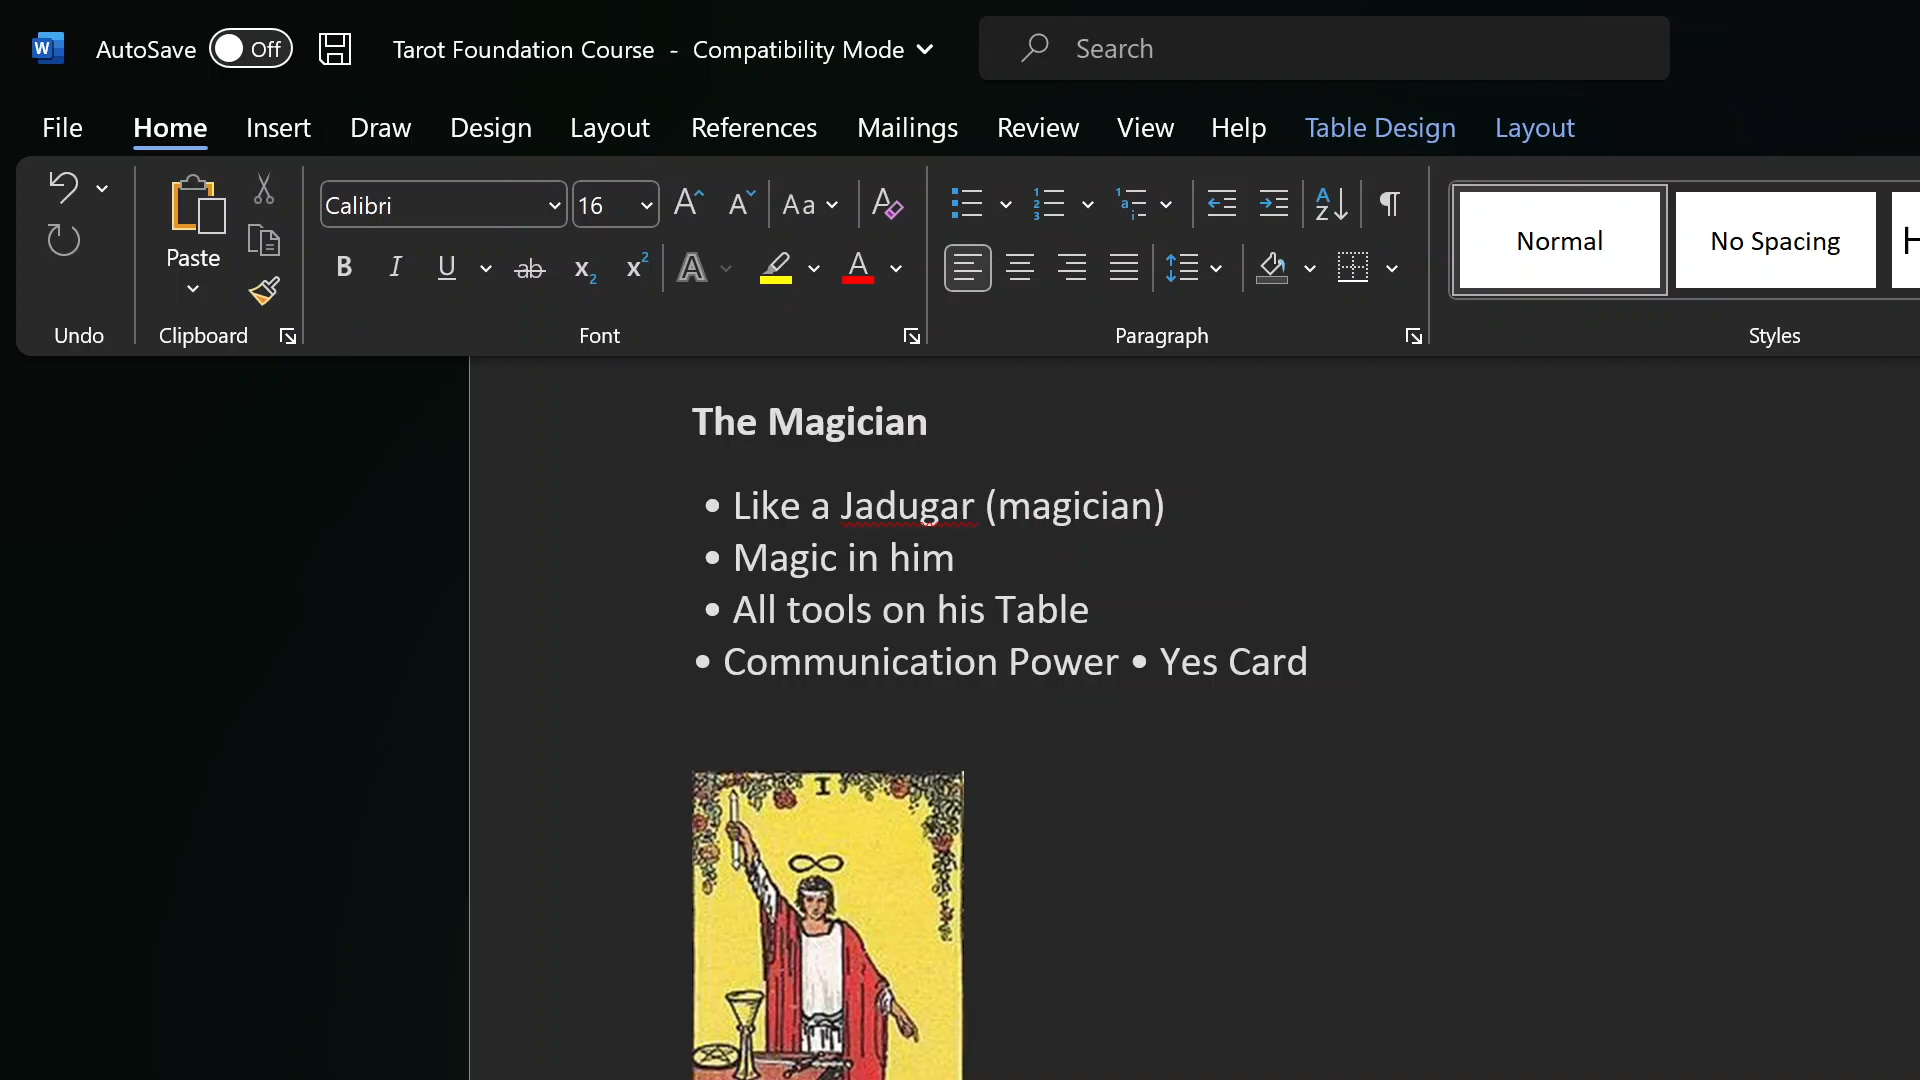 AutoSave Off Tarot Foundation Course - Compatibility Mode Search
File Home Insert Draw Design Layout References Mailings Review View Help Table Design Layout
Calibri 16 Aa
Paste
Normal No Spacing
Undo Clipboard Font Paragraph Styles
The Magician
• Like a Jadugar (magician)
• Magic in him
• All tools on his Table
• Communication Power • Yes Card
I